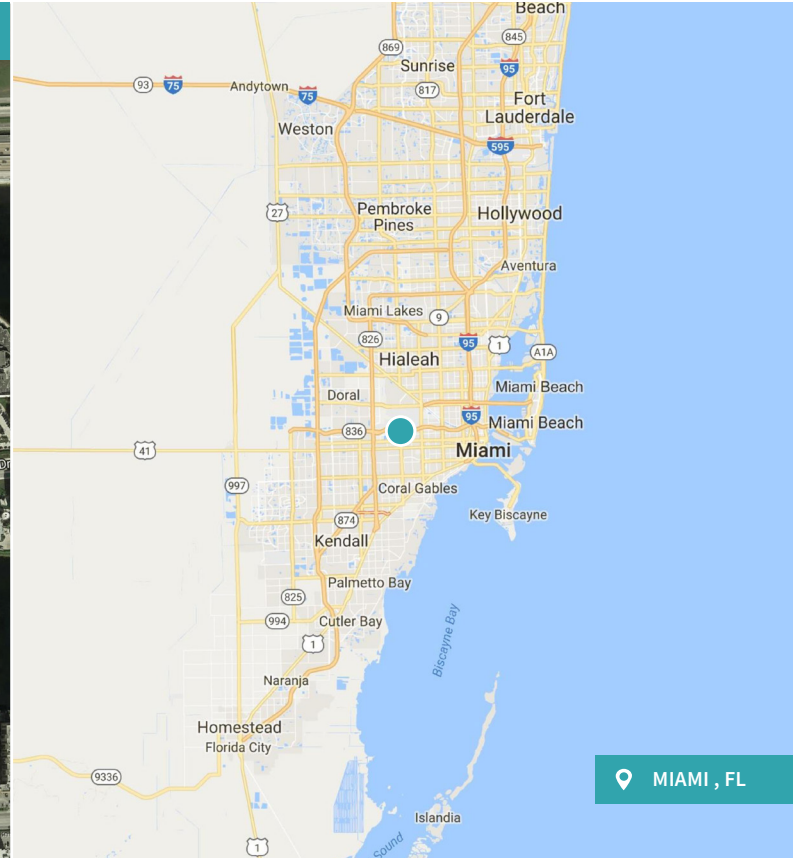 Beach
845
869
Sunrise
95
93
75
Andytown
75
817
Fort
Lauderdale
Weston
595
27
Pembroke
Pines
Hollywood
Aventura
Miami Lakes
9
826
95
1
A1A
Hialeah
Miami Beach
Doral
95
836
Miami Beach
41
Miami
997
Coral Gables
874
Key Biscayne
Kendall
Palmetto Bay
825
994
Cutler Bay
1
Biscayne Bay
Naranja
Homestead
Florida City
9336
MIAMI , FL
Islandia
1
Sound